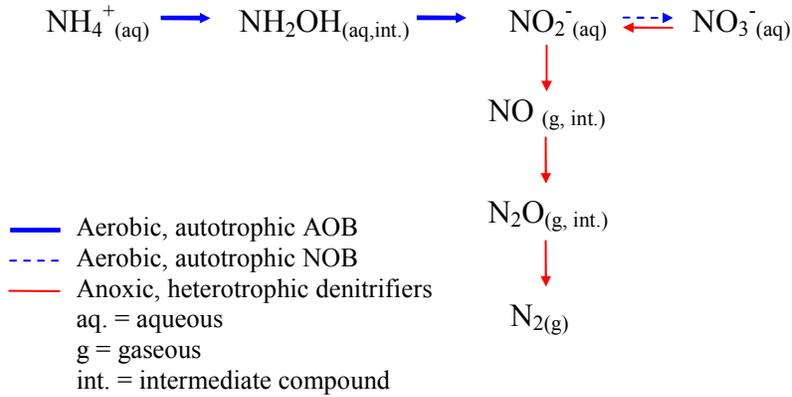 NH₄⁺(aq) NH₂OH(aq,int.) NO₂⁻(aq) NO₃⁻(aq)
NO (g, int.)
N₂O(g, int.)
N₂(g)
Aerobic, autotrophic AOB
Aerobic, autotrophic NOB
Anoxic, heterotrophic denitrifiers
aq. = aqueous
g = gaseous
int. = intermediate compound